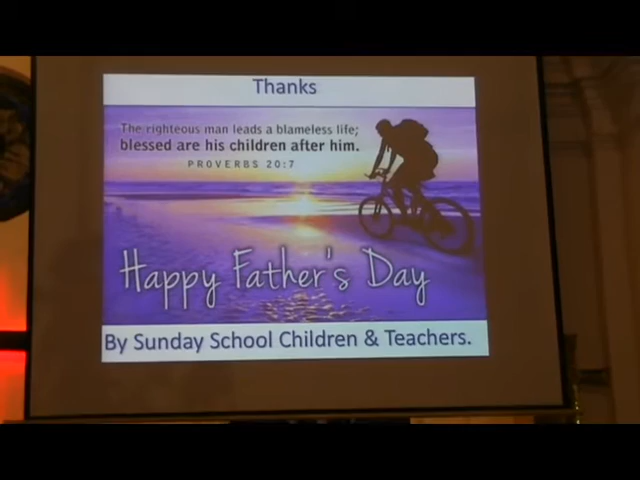 Thanks
The righteous man leads a blameless life;
blessed are his children after him.
PROVERBS 20:7
Happy Father's Day
By Sunday School Children & Teachers.